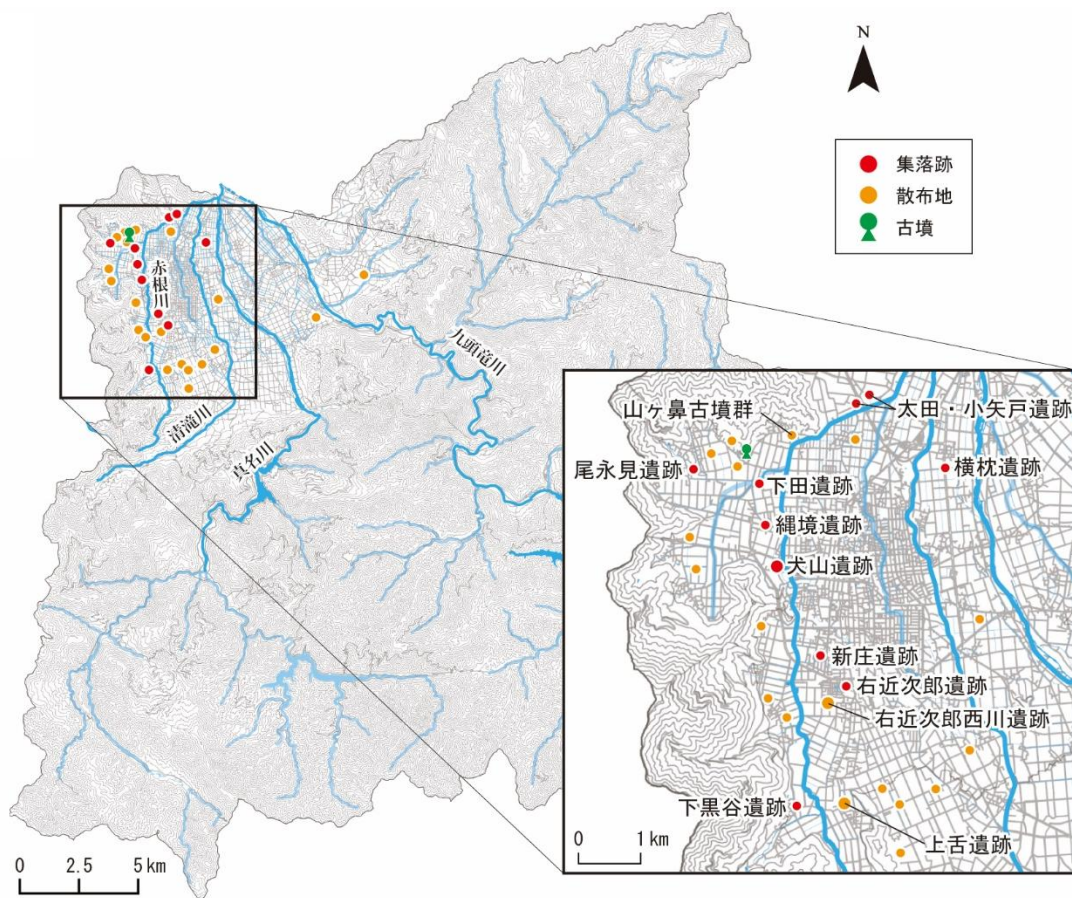 N
集落跡
散布地
古墳
赤根川
九頭竜川
清滝川
真名川
山ヶ鼻古墳群
太田・小矢戸遺跡
尾永見遺跡
横枕遺跡
下田遺跡
縄境遺跡
犬山遺跡
新庄遺跡
右近次郎遺跡
右近次郎西川遺跡
下黒谷遺跡
上舌遺跡
0 1km
0 2.5 5km